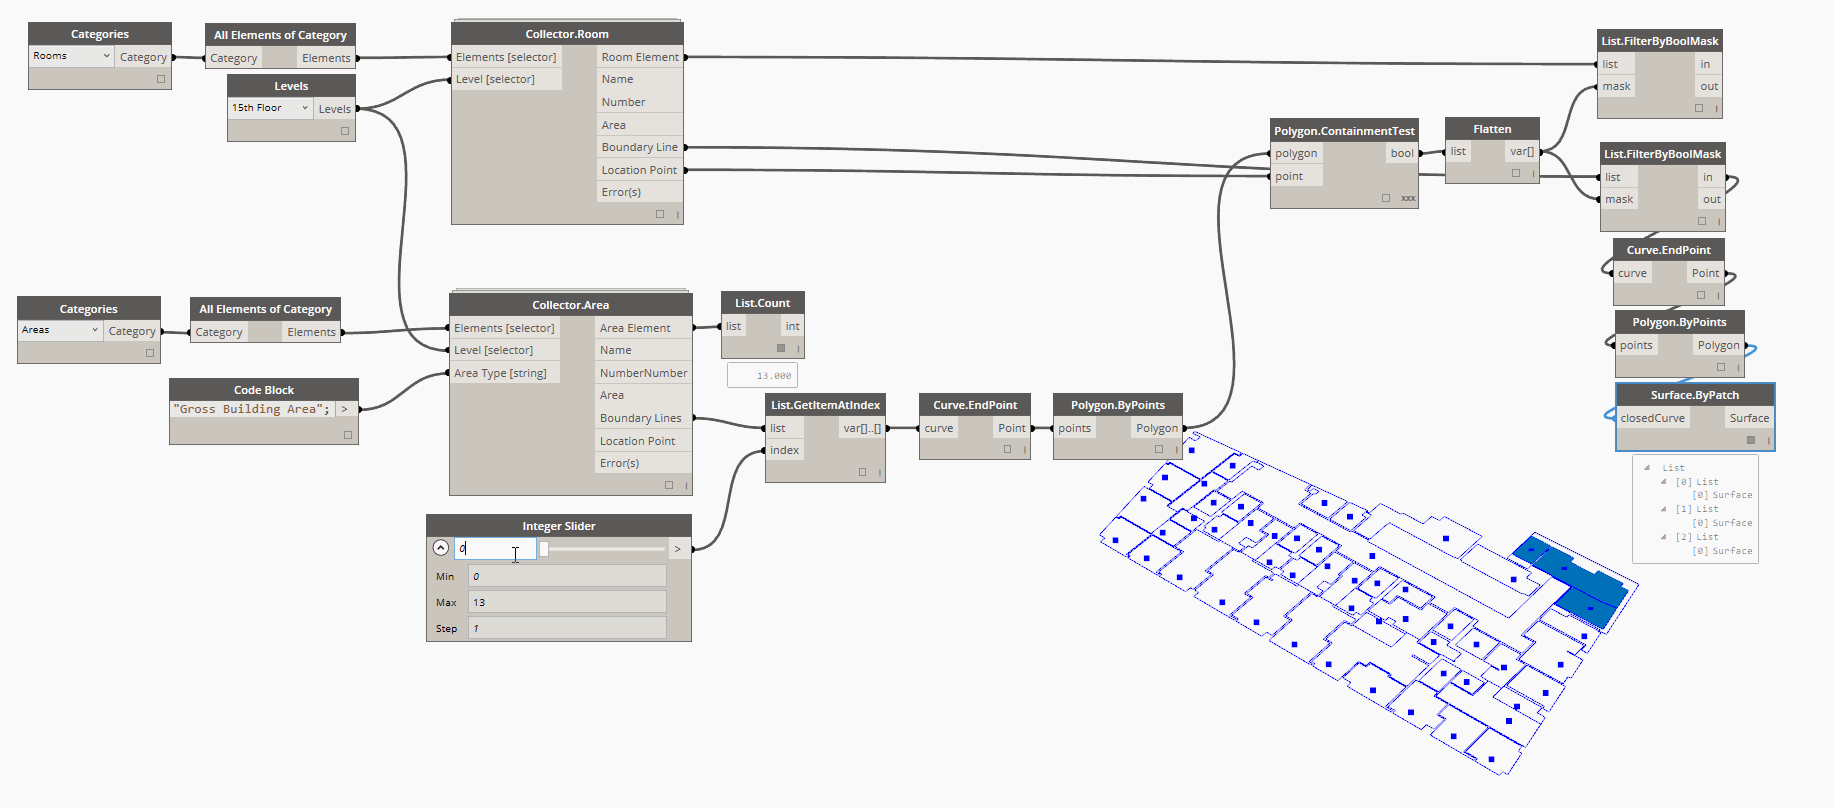 Categories
Rooms
Category
All Elements of Category
Category
Elements
Levels
15th Floor
Levels
Collector.Room
Elements [selector]
Room Element
Level [selector]
Name
Number
Area
Boundary Line
Location Point
Error(s)
List.FilterByBoolMask
list
in
mask
out
Polygon.ContainmentTest
polygon
bool
point
xxx
Flatten
list
var[]
List.FilterByBoolMask
list
in
mask
out
Curve.EndPoint
curve
Point
Polygon.ByPoints
points
Polygon
Surface.ByPatch
closedCurve
Surface
List
[0] List
[0] Surface
[1] List
[0] Surface
[2] List
[0] Surface
Categories
Areas
Category
All Elements of Category
Category
Elements
Code Block
"Gross Building Area";
>
Collector.Area
Elements [selector]
Area Element
Level [selector]
Name
Area Type [string]
NumberNumber
Area
Boundary Lines
Location Point
Error(s)
List.Count
list
int
13.000
List.GetItemAtIndex
list
var[]..[]
index
Curve.EndPoint
curve
Point
Polygon.ByPoints
points
Polygon
Integer Slider
0
>
Min
0
Max
13
Step
1